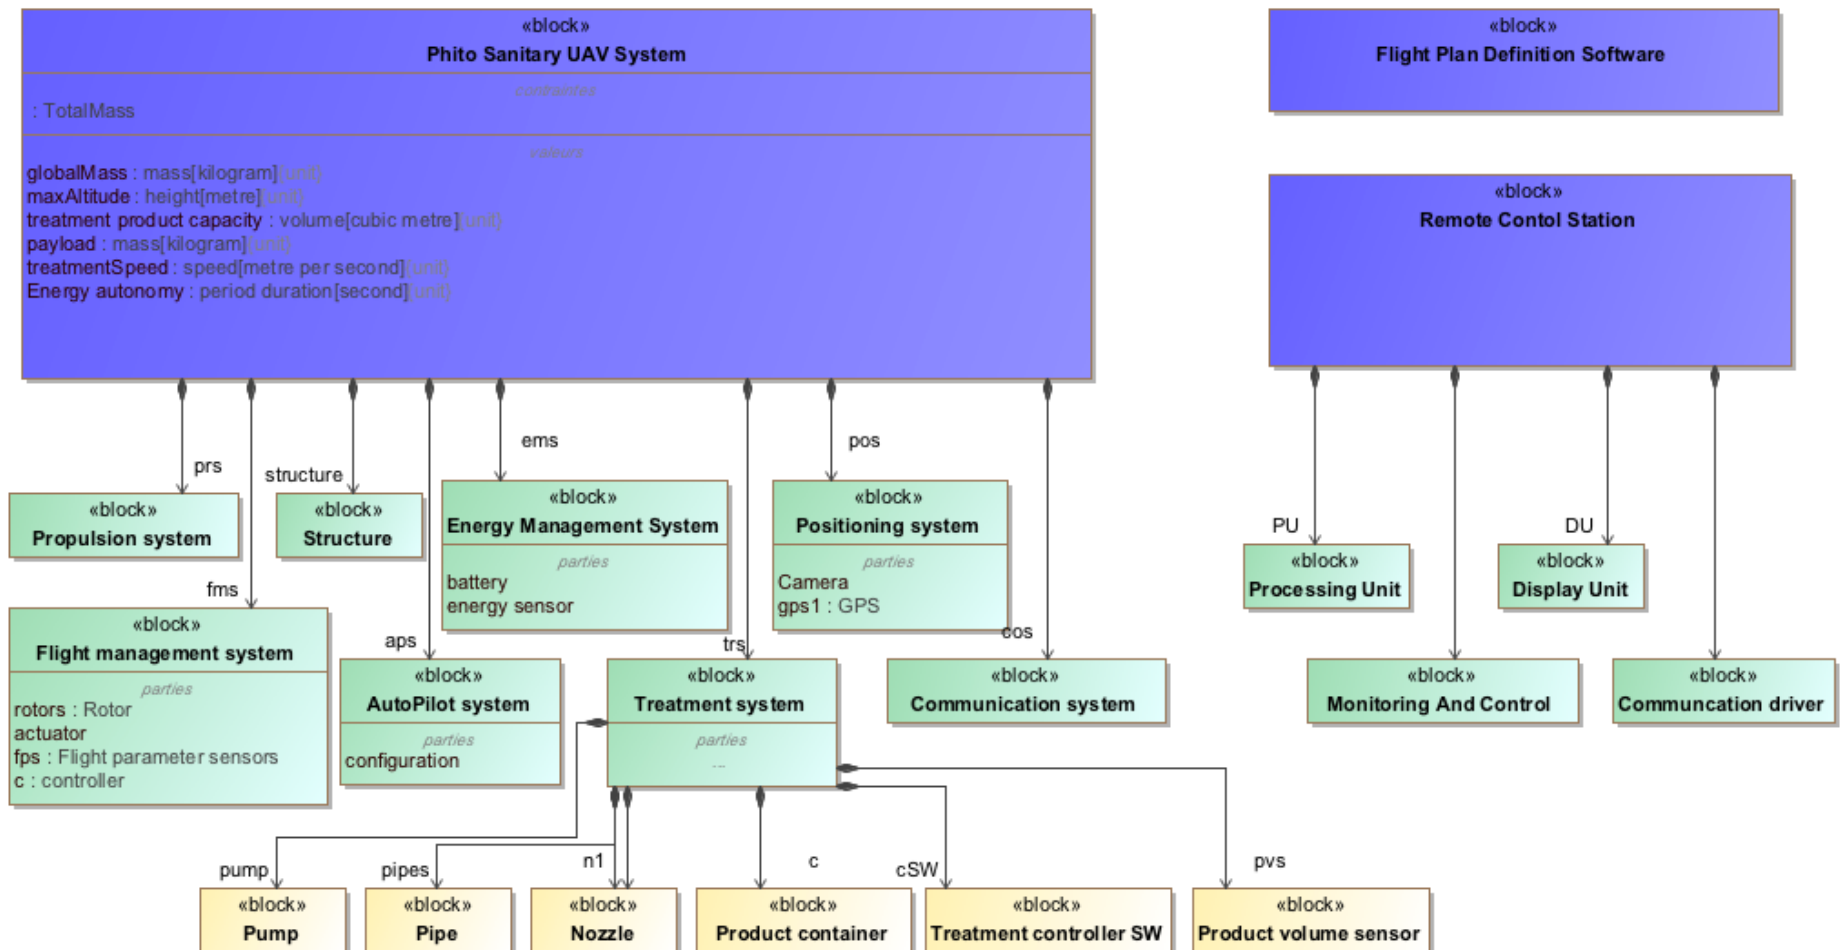 «block»
Phito Sanitary UAV System
contraintes
: TotalMass
valeurs
globalMass : mass[kilogram]{unit}
maxAltitude : height[metre]{unit}
treatment product capacity : volume[cubic metre]{unit}
payload : mass[kilogram]{unit}
treatmentSpeed : speed[metre per second]{unit}
Energy autonomy : period duration[second]{unit}
«block»
Flight Plan Definition Software
«block»
Remote Contol Station
prs
structure
ems
pos
«block»
Propulsion system
«block»
Structure
«block»
Energy Management System
parties
battery
energy sensor
«block»
Positioning system
parties
Camera
gps1 : GPS
PU
DU
«block»
Processing Unit
«block»
Display Unit
fms
aps
trs
cos
«block»
Flight management system
parties
rotors : Rotor
actuator
fps : Flight parameter sensors
c : controller
«block»
AutoPilot system
parties
configuration
«block»
Treatment system
parties
...
«block»
Communication system
«block»
Monitoring And Control
«block»
Communcation driver
pump
pipes
n1
c
cSW
pvs
«block»
Pump
«block»
Pipe
«block»
Nozzle
«block»
Product container
«block»
Treatment controller SW
«block»
Product volume sensor